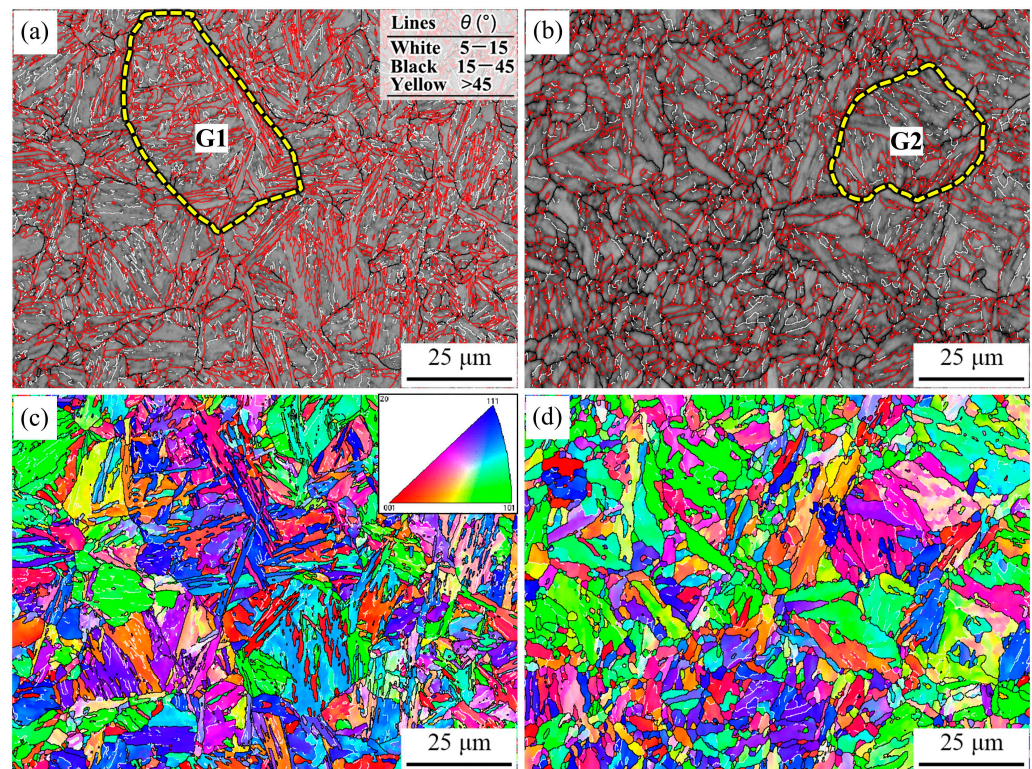 (a)
Lines θ (°)
White 5—15
Black 15—45
Yellow >45
G1
25 μm
(b)
G2
25 μm
(c)
20
111
001
101
25 μm
(d)
25 μm